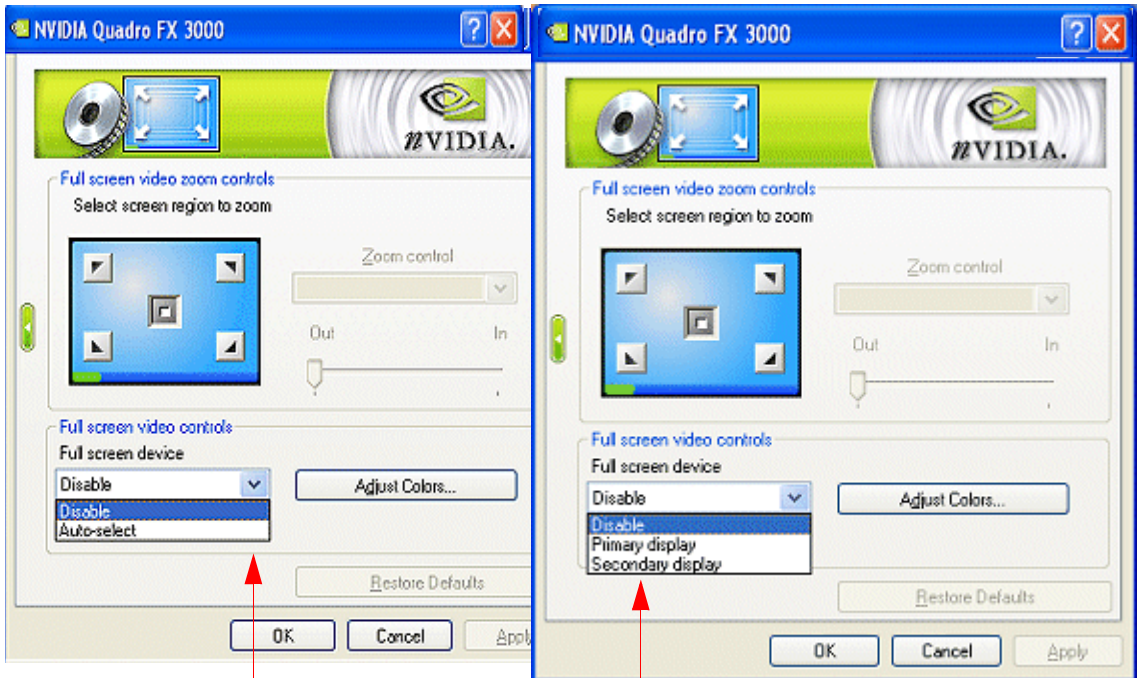 NVIDIA Quadro FX 3000
?
X
nVIDIA.
Full screen video zoom controls
Select screen region to zoom
Zoom control
Out
In
Full screen video controls
Full screen device
Disable
Adjust Colors...
Disable
Auto-select
Restore Defaults
OK
Cancel
Apply
NVIDIA Quadro FX 3000
?
X
nVIDIA.
Full screen video zoom controls
Select screen region to zoom
Zoom control
Out
In
Full screen video controls
Full screen device
Disable
Adjust Colors...
Disable
Primary display
Secondary display
Restore Defaults
OK
Cancel
Apply